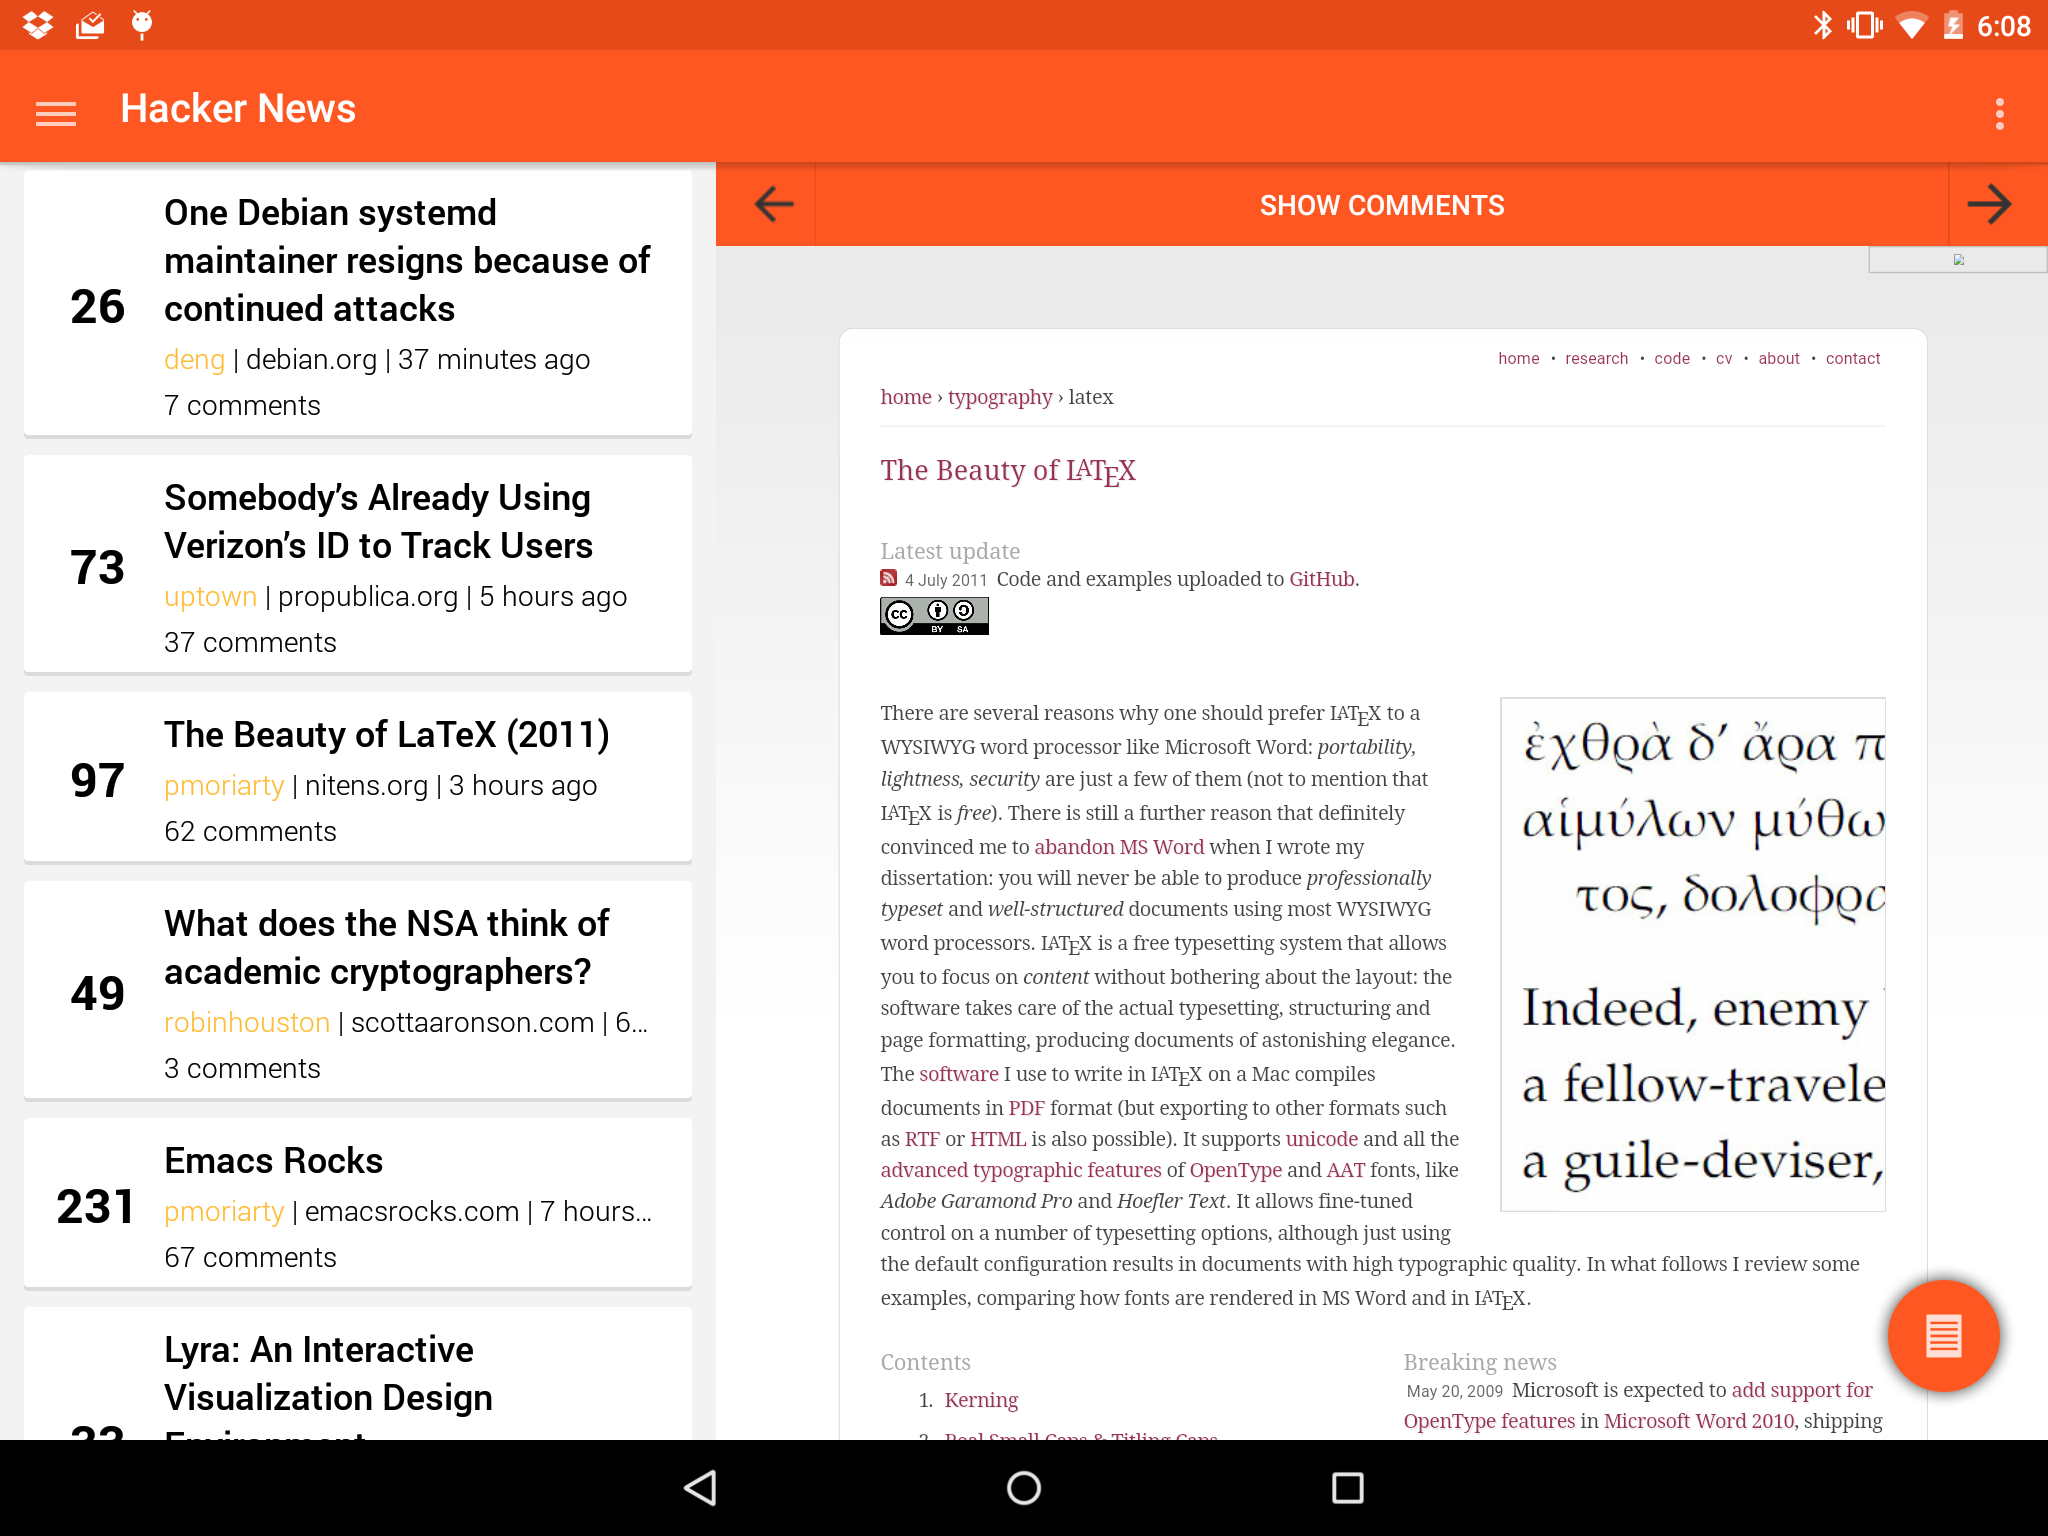 6:08
Hacker News
One Debian systemd
maintainer resigns because of
continued attacks
26
deng | debian.org | 37 minutes ago
7 comments
Somebody’s Already Using
Verizon’s ID to Track Users
73
uptown | propublica.org | 5 hours ago
37 comments
The Beauty of LaTeX (2011)
97
pmoriarty | nitens.org | 3 hours ago
62 comments
What does the NSA think of
academic cryptographers?
49
robinhouston | scottaaronson.com | 6...
3 comments
Emacs Rocks
231
pmoriarty | emacsrocks.com | 7 hours...
67 comments
Lyra: An Interactive
Visualization Design
Environment
SHOW COMMENTS
home • research • code • cv • about • contact
home › typography › latex
The Beauty of LATEX
Latest update
4 July 2011 Code and examples uploaded to GitHub.
cc BY SA
There are several reasons why one should prefer LATEX to a
WYSIWYG word processor like Microsoft Word: portability,
lightness, security are just a few of them (not to mention that
LATEX is free). There is still a further reason that definitely
convinced me to abandon MS Word when I wrote my
dissertation: you will never be able to produce professionally
typeset and well-structured documents using most WYSIWYG
word processors. LATEX is a free typesetting system that allows
you to focus on content without bothering about the layout: the
software takes care of the actual typesetting, structuring and
page formatting, producing documents of astonishing elegance.
The software I use to write in LATEX on a Mac compiles
documents in PDF format (but exporting to other formats such
as RTF or HTML is also possible). It supports unicode and all the
advanced typographic features of OpenType and AAT fonts, like
Adobe Garamond Pro and Hoefler Text. It allows fine-tuned
control on a number of typesetting options, although just using
the default configuration results in documents with high typographic quality. In what follows I review some
examples, comparing how fonts are rendered in MS Word and in LATEX.
ἐχθρὰ δ’ ἄρα π
αἱμύλων μύθω
τος, δολοφρα
Indeed, enemy
a fellow-travele
a guile-deviser,
Contents
1. Kerning
2. Real Small Caps & Titling Caps
Breaking news
May 20, 2009 Microsoft is expected to add support for
OpenType features in Microsoft Word 2010, shipping